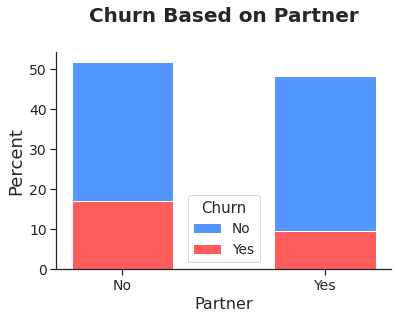 Churn Based on Partner
Percent
50
40
30
20
10
0
Churn
No
Yes
No
Yes
Partner